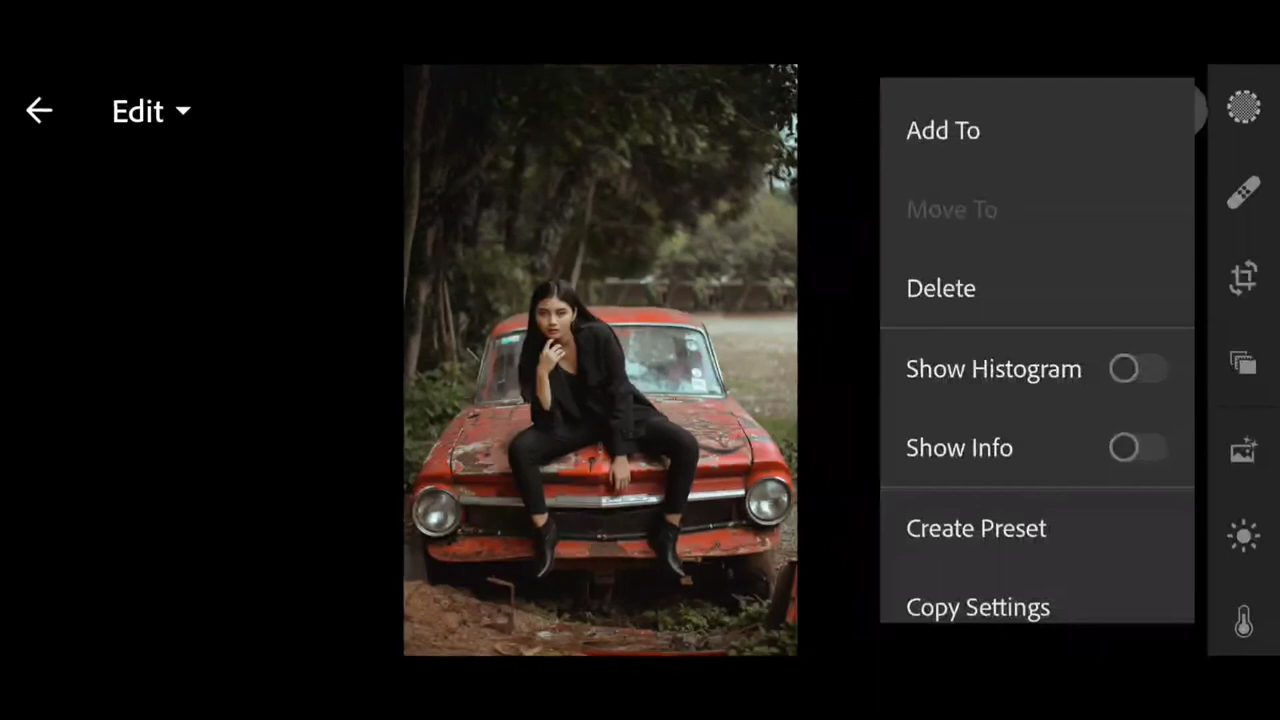 Edit
Add To
Move To
Delete
Show Histogram
Show Info
Create Preset
Copy Settings